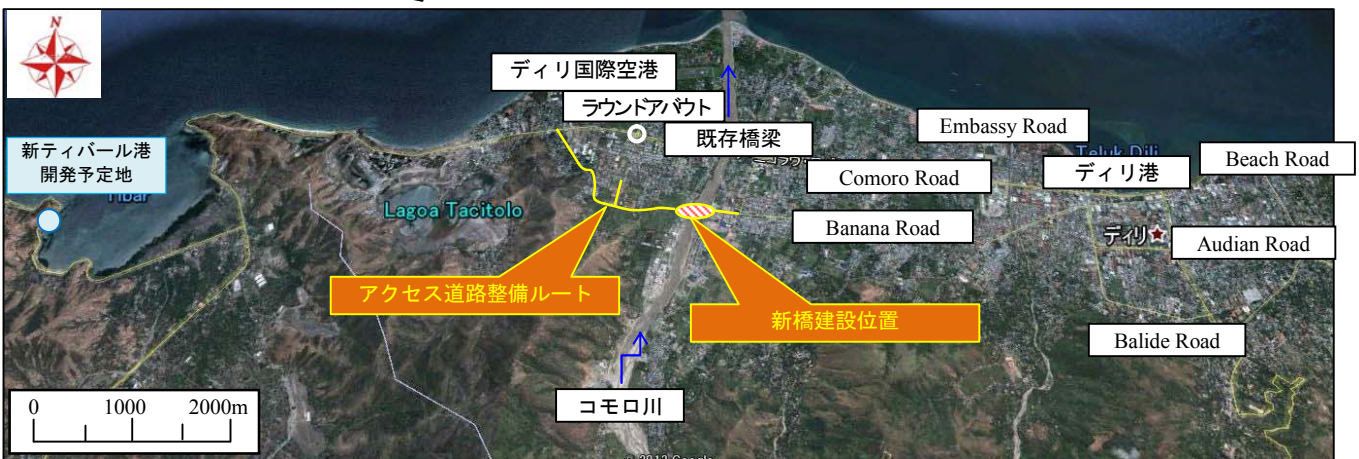 N
ディリ国際空港
ラウンドアバウト
既存橋梁
Embassy Road
Teluk Dili
Beach Road
新ティバール港
開発予定地
Tibar
Comoro Road
ディリ港
Lagoa Tacitolo
Banana Road
ディリ
Audian Road
アクセス道路整備ルート
新橋建設位置
Balide Road
コモロ川
0 1000 2000m